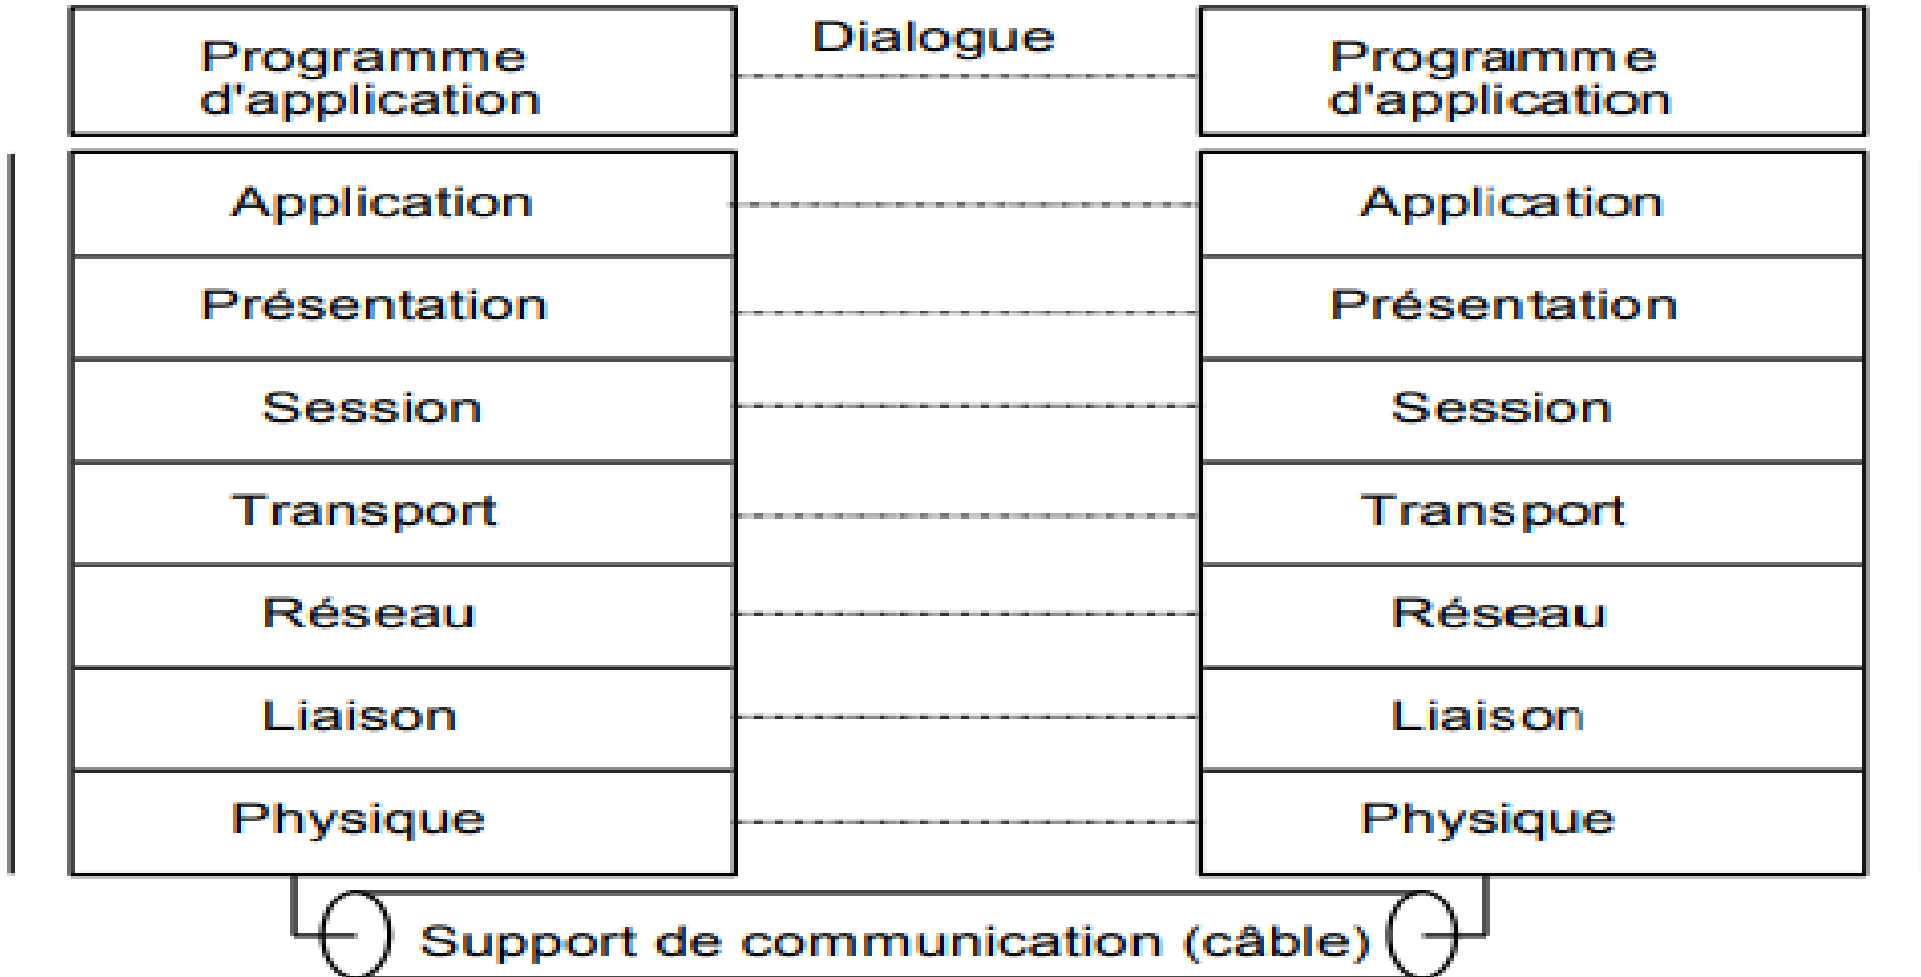 Programme
d'application
Dialogue
Programme
d'application
Application
Application
Présentation
Présentation
Session
Session
Transport
Transport
Réseau
Réseau
Liaison
Liaison
Physique
Physique
Support de communication (câble)